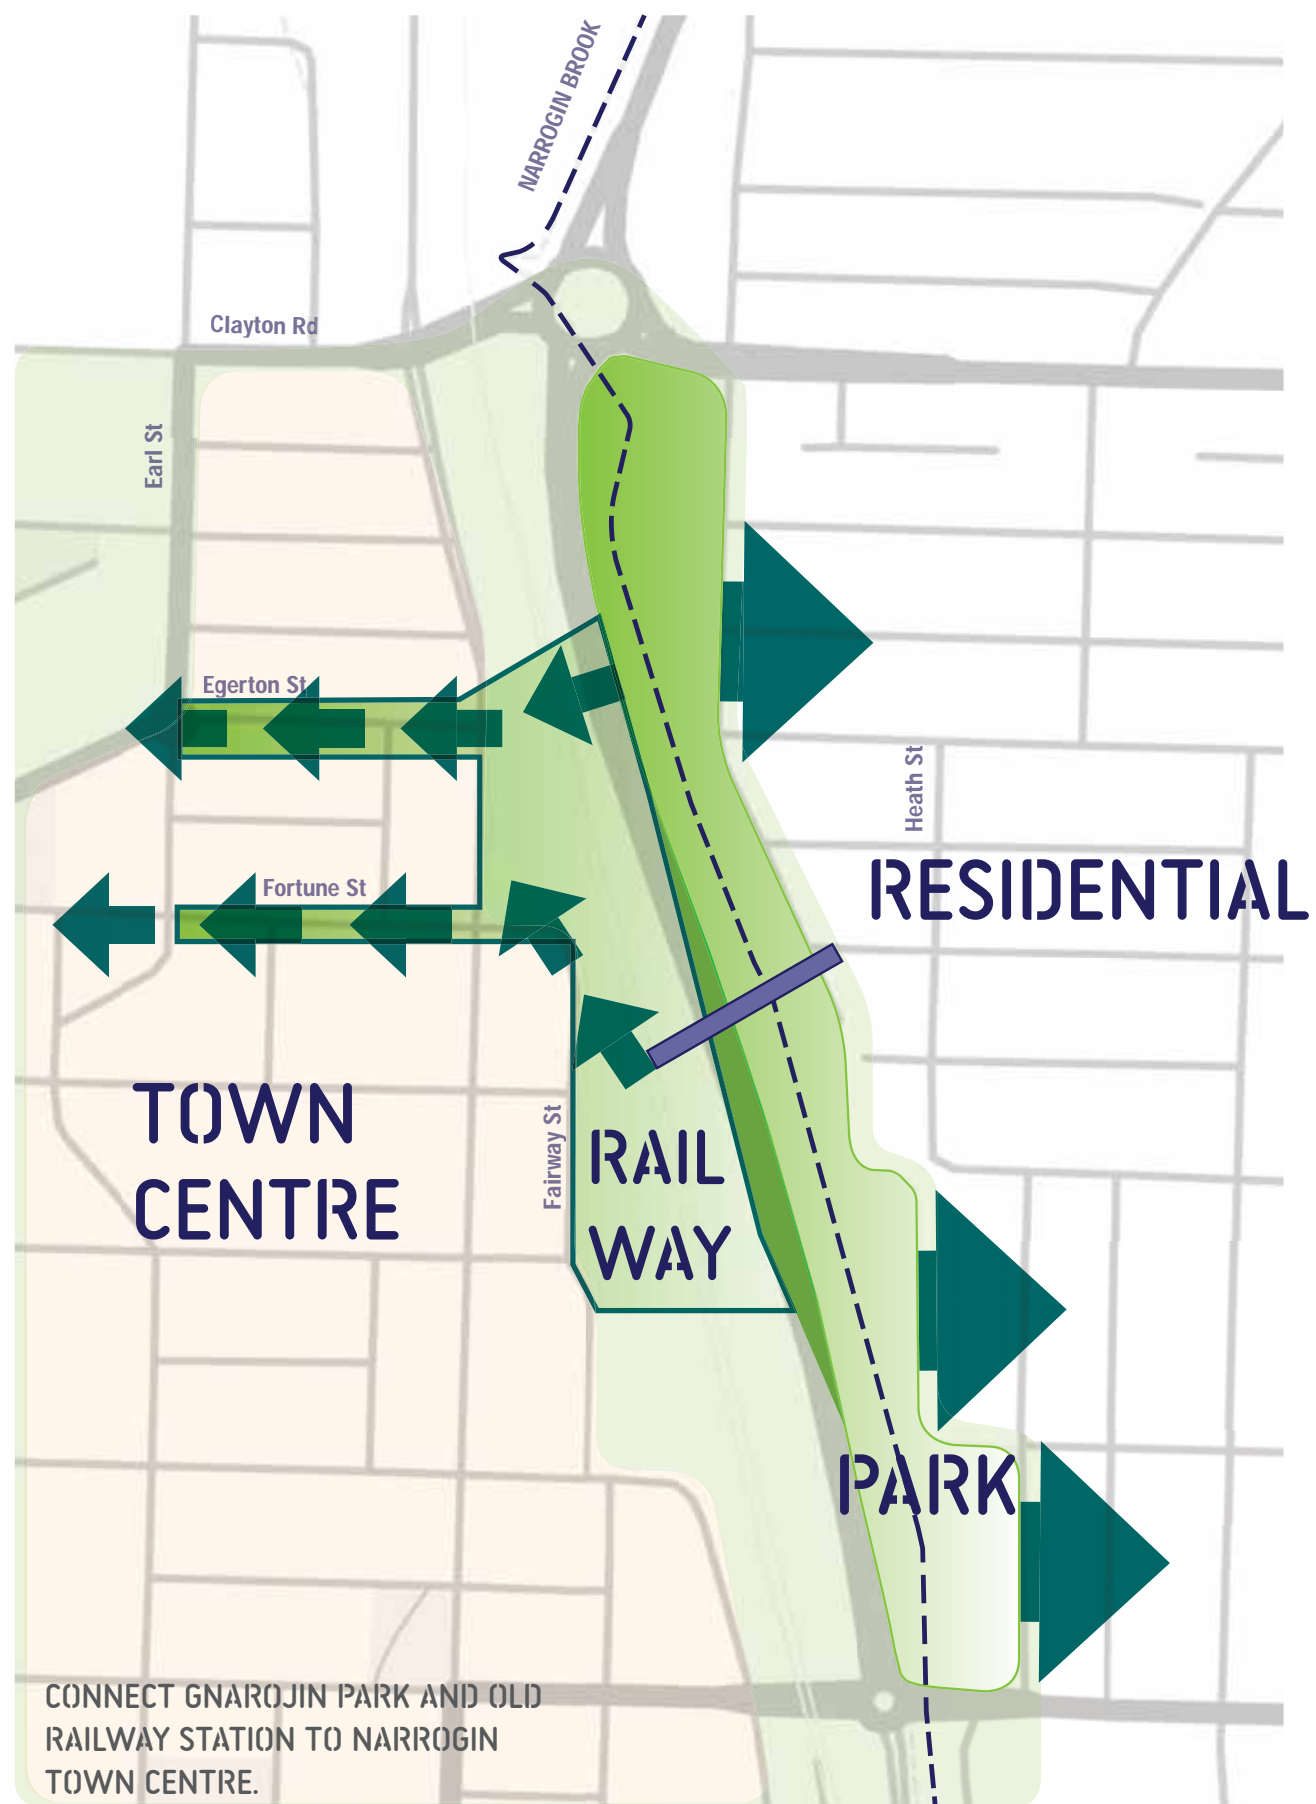 NARROGIN BROOK
Clayton Rd
Earl St
Egerton St
Heath St
RESIDENTIAL
Fortune St
TOWN
CENTRE
Fairway St
RAIL
WAY
PARK
CONNECT GNAROJIN PARK AND OLD
RAILWAY STATION TO NARROGIN
TOWN CENTRE.